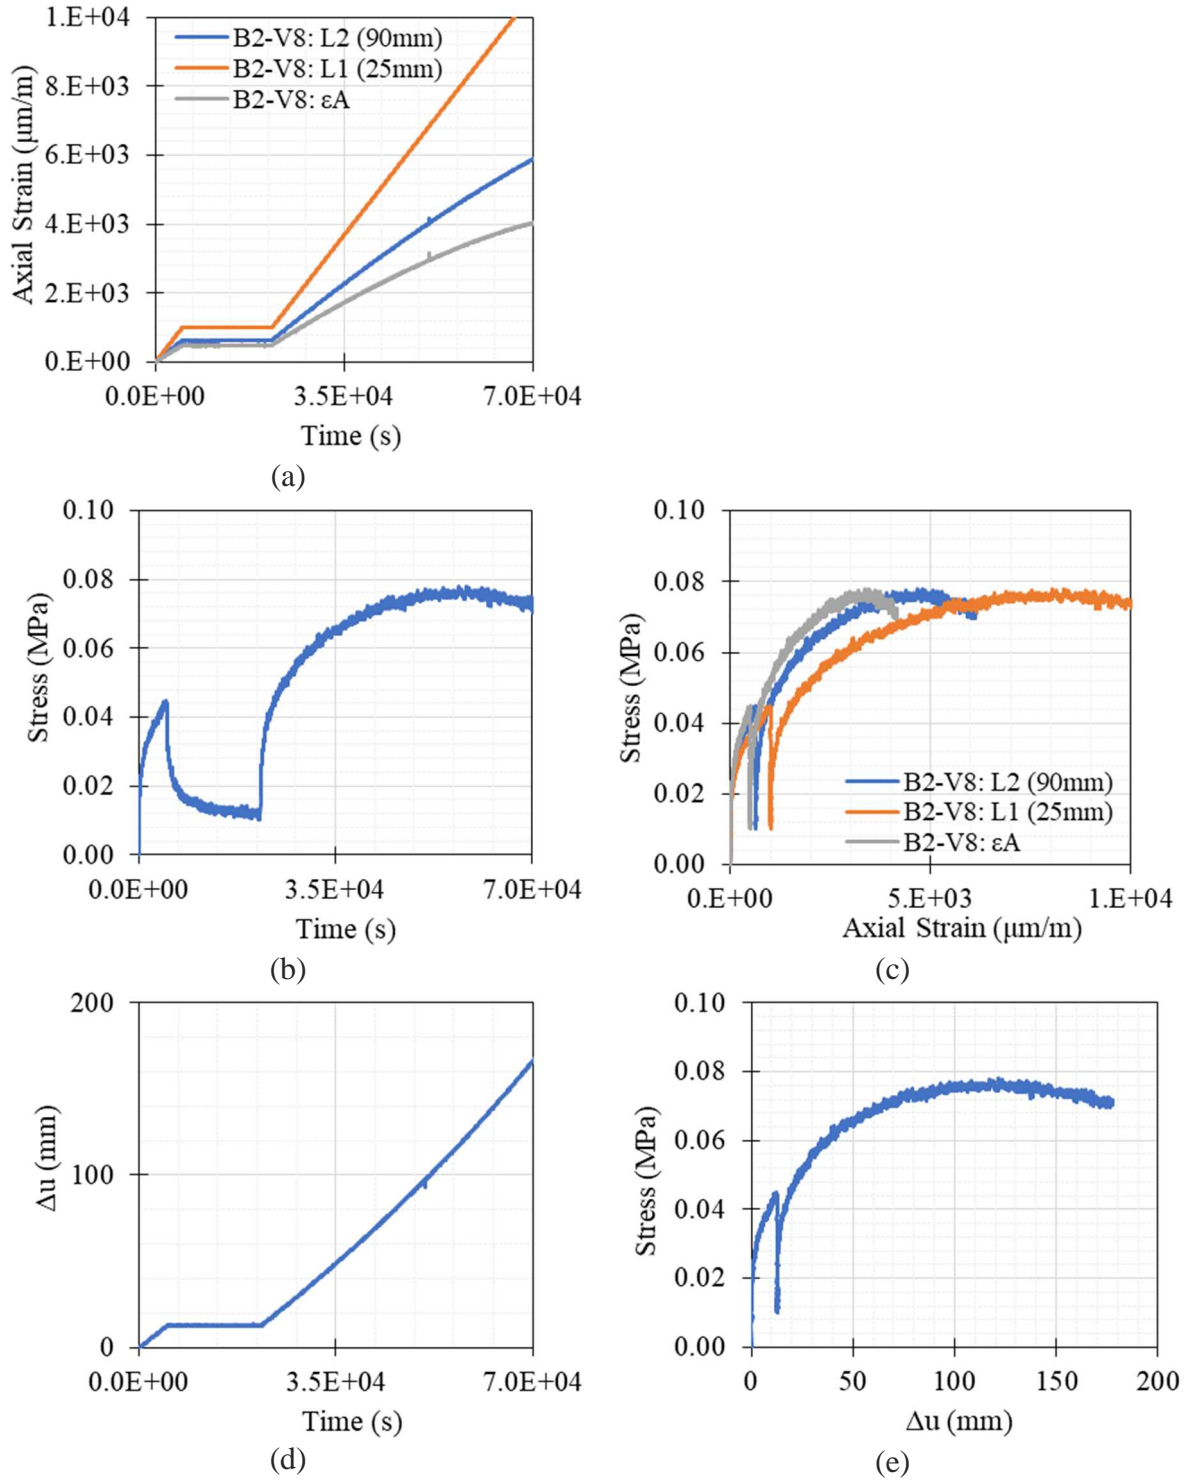 1.E+04
B2-V8: L2 (90mm)
B2-V8: L1 (25mm)
B2-V8: εA
8.E+03
6.E+03
4.E+03
2.E+03
0.E+00
Axial Strain (μm/m)
0.0E+00 3.5E+04 7.0E+04
Time (s)
(a)
0.10
0.08
0.06
0.04
0.02
0.00
Stress (MPa)
0.0E+00 3.5E+04 7.0E+04
Time (s)
(b)
0.10
0.08
0.06
0.04
0.02
0.00
Stress (MPa)
B2-V8: L2 (90mm)
B2-V8: L1 (25mm)
B2-V8: εA
0.E+00 5.E+03 1.E+04
Axial Strain (μm/m)
(c)
200
100
0
Δu (mm)
0.0E+00 3.5E+04 7.0E+04
Time (s)
(d)
0.10
0.08
0.06
0.04
0.02
0.00
Stress (MPa)
0 50 100 150 200
Δu (mm)
(e)